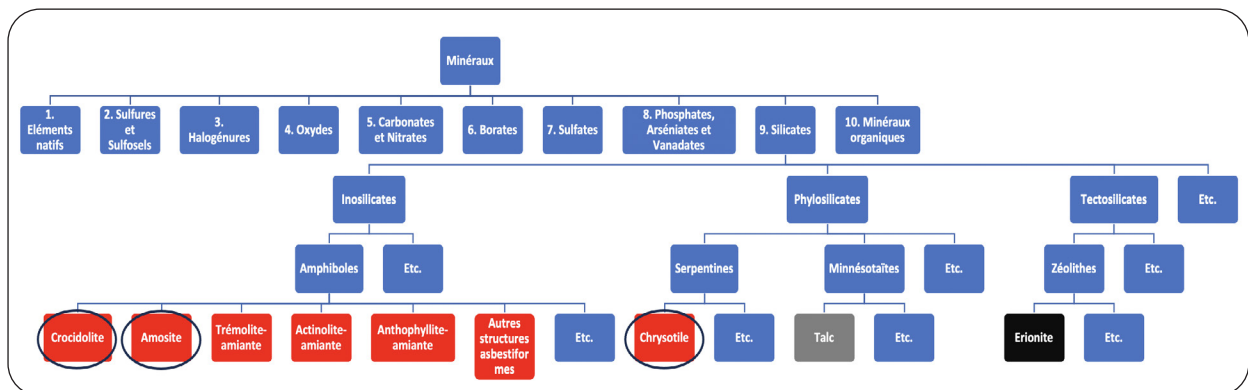 Minéraux
1.
Eléments
natifs
2. Sulfures
et
Sulfosels
3.
Halogénures
4. Oxydes
5. Carbonates
et Nitrates
6. Borates
7. Sulfates
8. Phosphates,
Arséniates et
Vanadates
9. Silicates
10. Minéraux
organiques
Inosilicates
Phylosilicates
Tectosilicates
Etc.
Amphiboles
Etc.
Serpentines
Minnésotaïtes
Etc.
Zéolithes
Etc.
Crocidolite
Amosite
Trémolite-
amiante
Actinolite-
amiante
Anthophyllite-
amiante
Autres
structures
asbestifor
mes
Etc.
Chrysotile
Etc.
Talc
Etc.
Erionite
Etc.